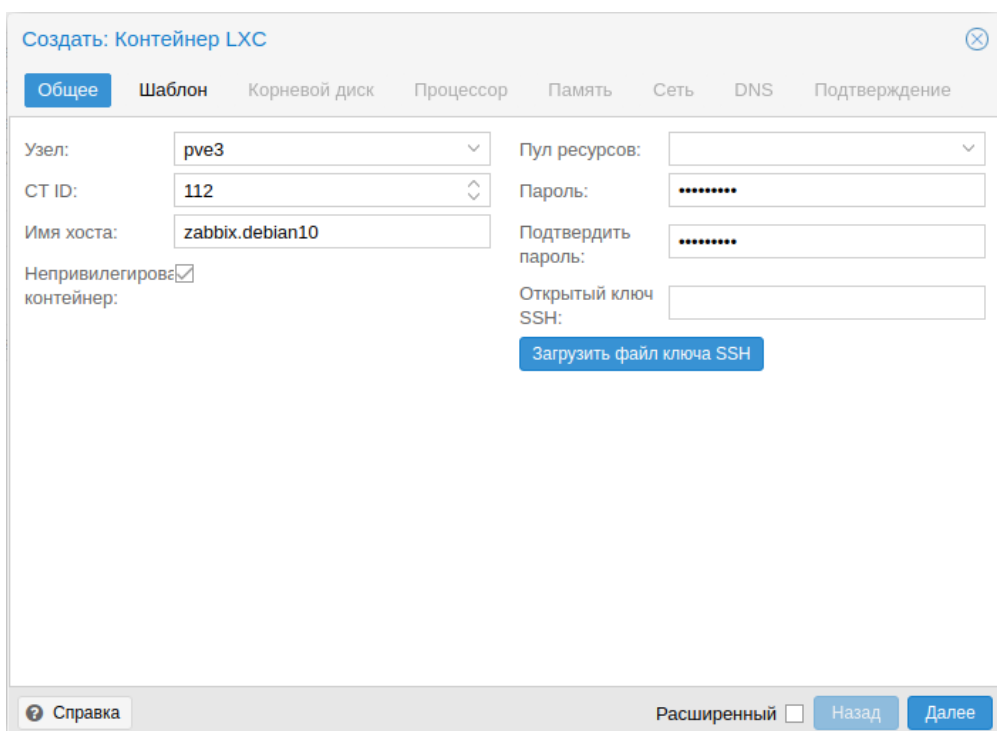 Создать: Контейнер LXC
Общее Шаблон Корневой диск Процессор Память Сеть DNS Подтверждение
Узел: pve3
CT ID: 112
Имя хоста: zabbix.debian10
Непривилегирова
контейнер:
Пул ресурсов:
Пароль: •••••••••
Подтвердить
пароль: •••••••••
Открытый ключ
SSH:
Загрузить файл ключа SSH
Справка Расширенный Назад Далее